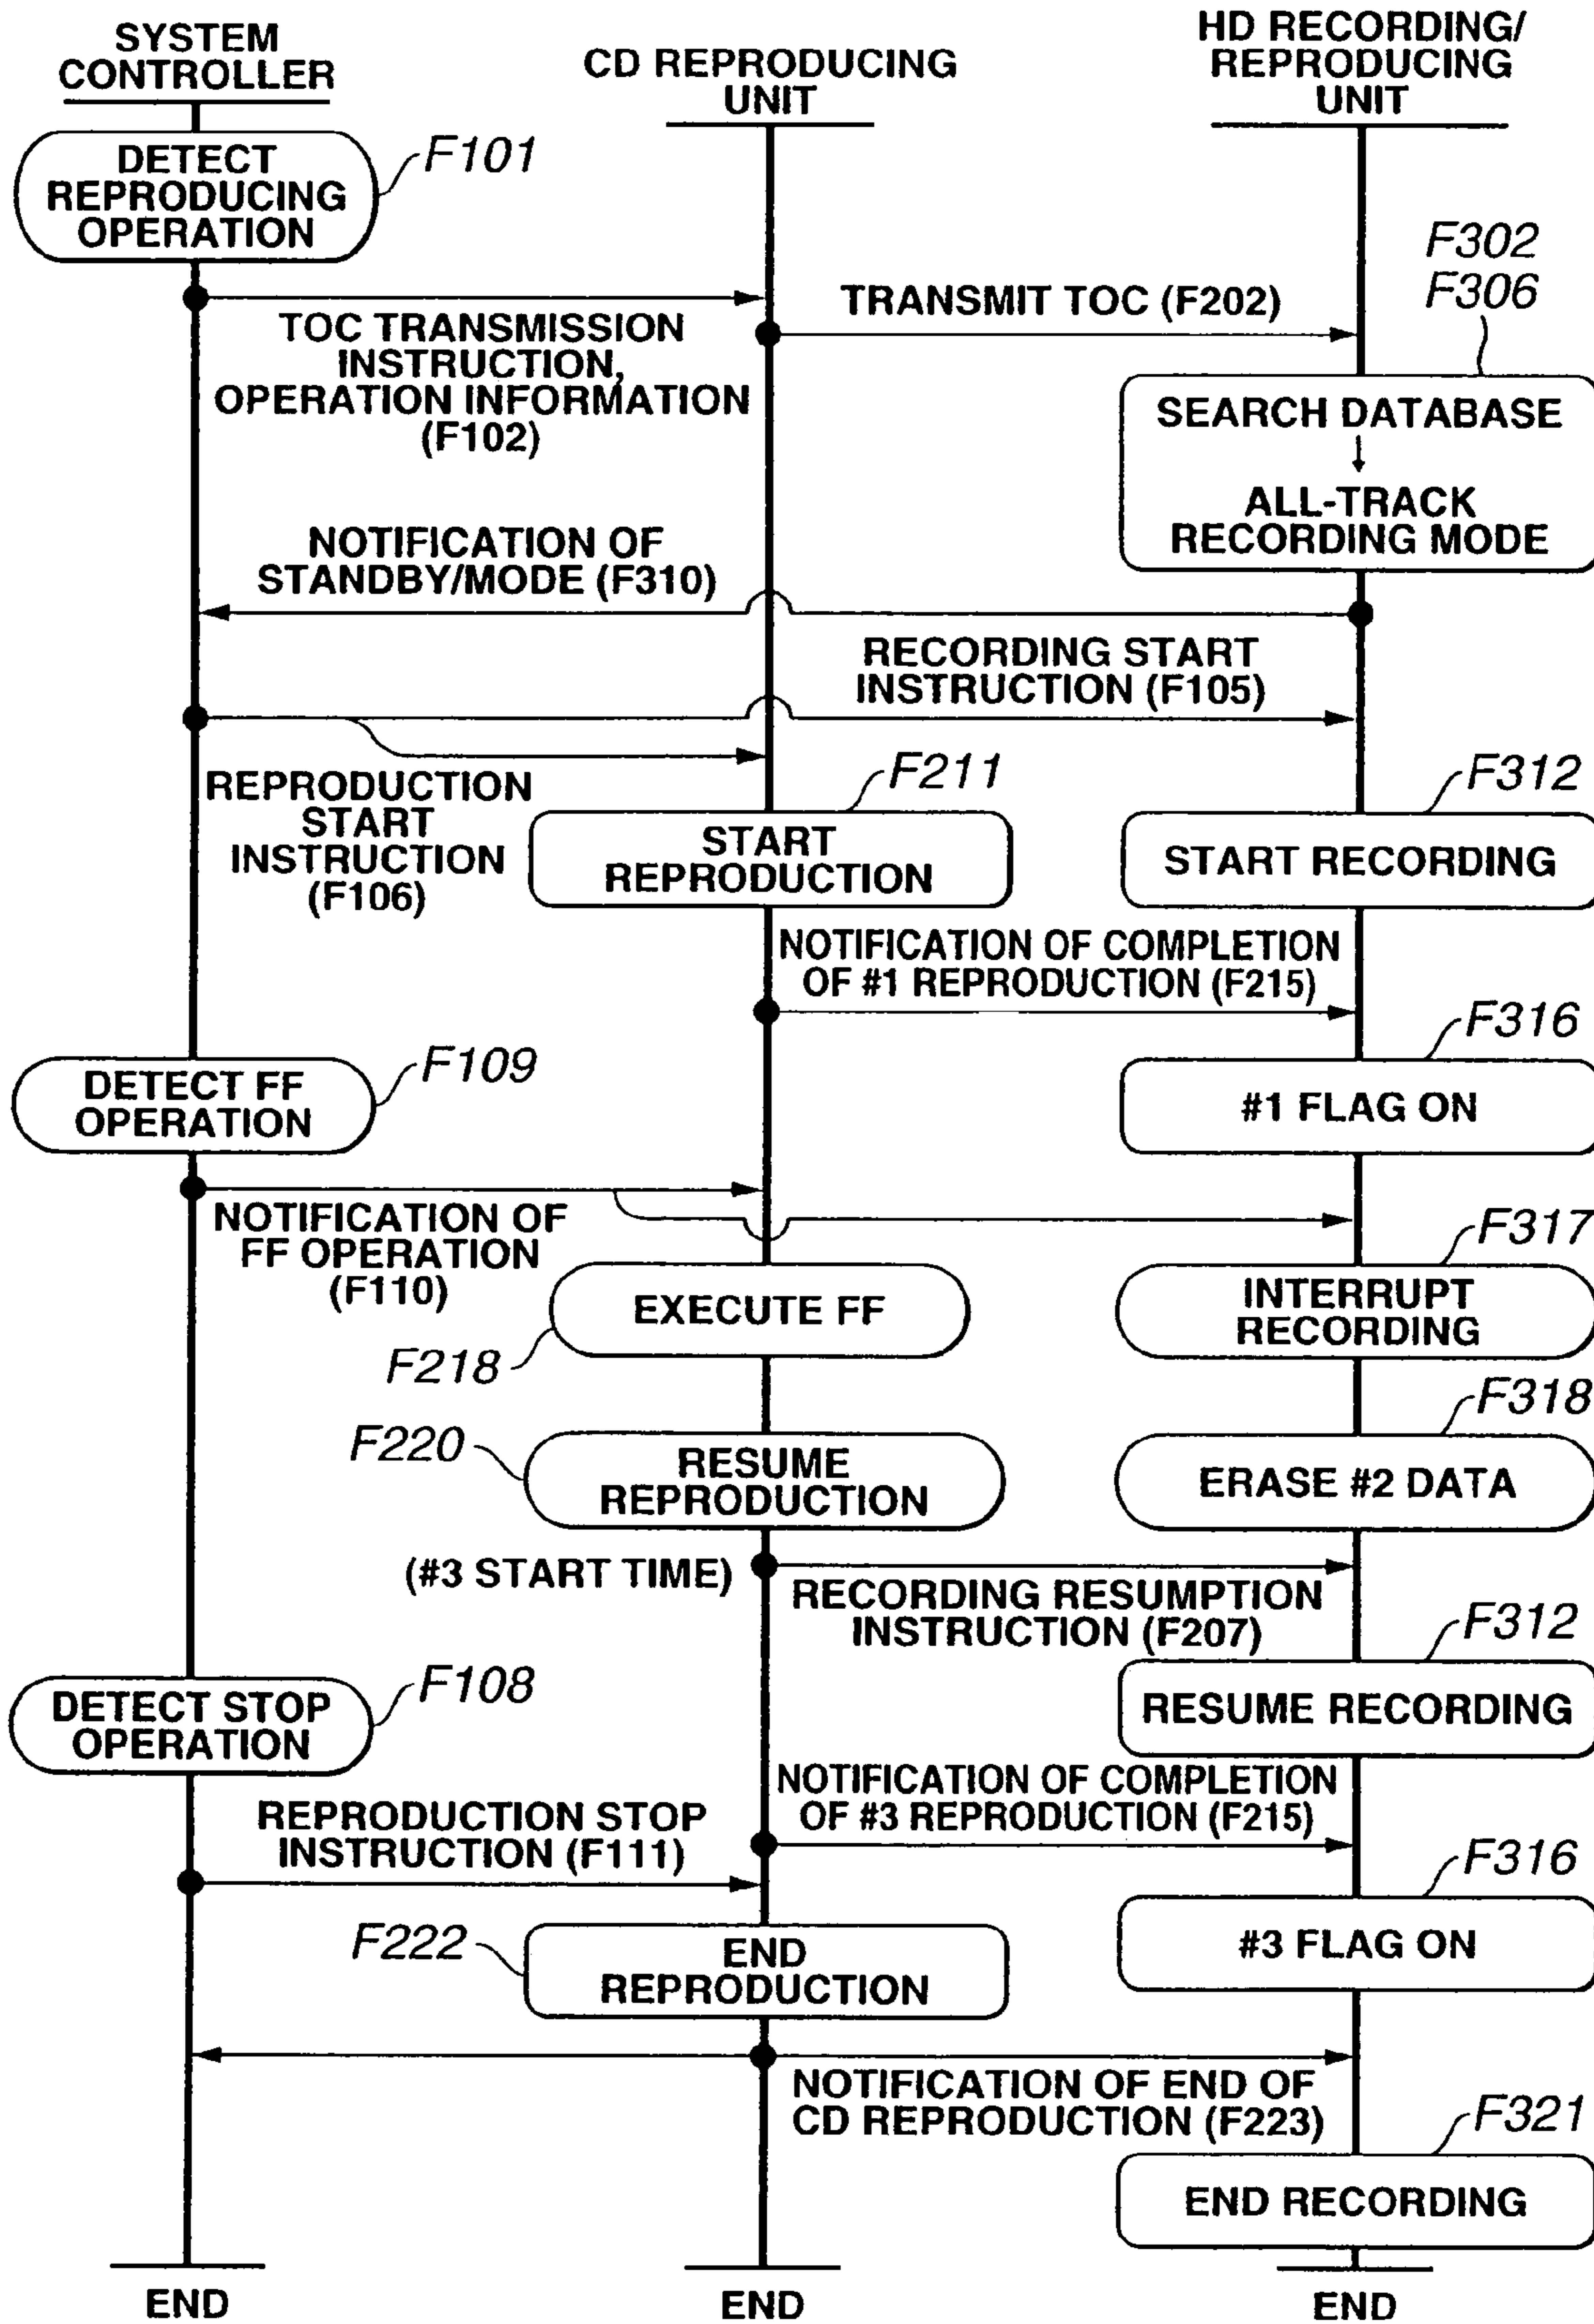 SYSTEM
CONTROLLER
CD REPRODUCING
UNIT
HD RECORDING/
REPRODUCING
UNIT
DETECT
REPRODUCING
OPERATION
F101
F302
F306
TOC TRANSMISSION
INSTRUCTION,
OPERATION INFORMATION
(F102)
TRANSMIT TOC (F202)
SEARCH DATABASE
ALL-TRACK
RECORDING MODE
NOTIFICATION OF
STANDBY/MODE (F310)
RECORDING START
INSTRUCTION (F105)
REPRODUCTION
START
INSTRUCTION
(F106)
F211
START
REPRODUCTION
F312
START RECORDING
NOTIFICATION OF COMPLETION
OF #1 REPRODUCTION (F215)
F316
#1 FLAG ON
DETECT FF
OPERATION
F109
NOTIFICATION OF
FF OPERATION
(F110)
EXECUTE FF
F218
F317
INTERRUPT
RECORDING
F318
ERASE #2 DATA
F220
RESUME
REPRODUCTION
(#3 START TIME)
RECORDING RESUMPTION
INSTRUCTION (F207)
F312
RESUME RECORDING
DETECT STOP
OPERATION
F108
NOTIFICATION OF COMPLETION
OF #3 REPRODUCTION (F215)
REPRODUCTION STOP
INSTRUCTION (F111)
F316
#3 FLAG ON
F222
END
REPRODUCTION
NOTIFICATION OF END OF
CD REPRODUCTION (F223)
F321
END RECORDING
END
END
END